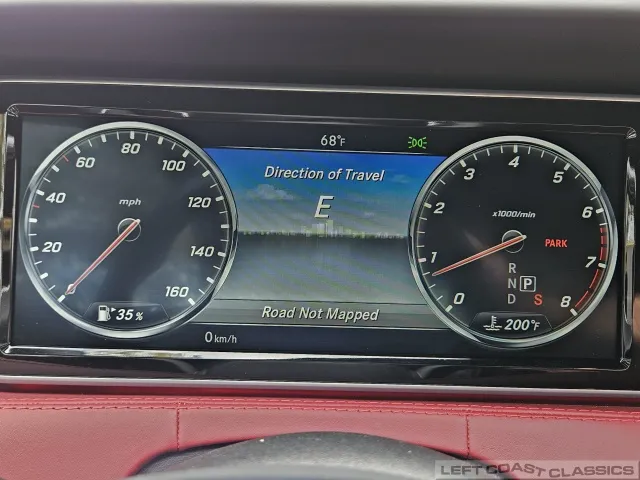 68°F
60 80 100
40 mph 120
20 140
160
35 %
0 km/h
Direction of Travel
E
Road Not Mapped
3 4 5
2 x1000/min 6
1 PARK
7
0 8
R
N P
D S
200°F
LEFT COAST CLASSICS